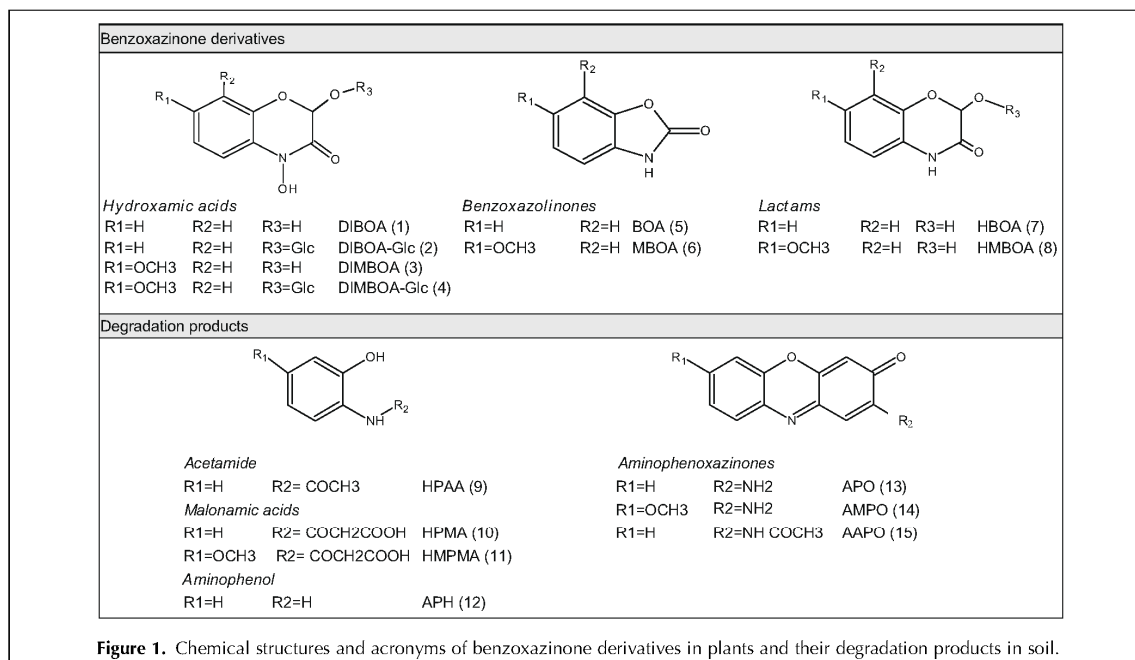 Benzoxazinone derivatives
R1 R2 O O R3 N O OH
R1 R2 O O N H
R1 R2 O O R3 N H O
Hydroxamic acids
R1=H R2=H R3=H DIBOA (1)
R1=H R2=H R3=Glc DIBOA-Glc (2)
R1=OCH3 R2=H R3=H DIMBOA (3)
R1=OCH3 R2=H R3=Glc DIMBOA-Glc (4)
Benzoxazolinones
R1=H R2=H BOA (5)
R1=OCH3 R2=H MBOA (6)
Lactams
R1=H R2=H R3=H HBOA (7)
R1=OCH3 R2=H R3=H HMBOA (8)
Degradation products
R1 OH NH R2
R1 O O N R2
Acetamide
R1=H R2= COCH3 HPAA (9)
Malonamic acids
R1=H R2= COCH2COOH HPMA (10)
R1=OCH3 R2= COCH2COOH HMPMA (11)
Aminophenol
R1=H R2=H APH (12)
Aminophenoxazinones
R1=H R2=NH2 APO (13)
R1=OCH3 R2=NH2 AMPO (14)
R1=H R2=NH COCH3 AAPO (15)
Figure 1. Chemical structures and acronyms of benzoxazinone derivatives in plants and their degradation products in soil.